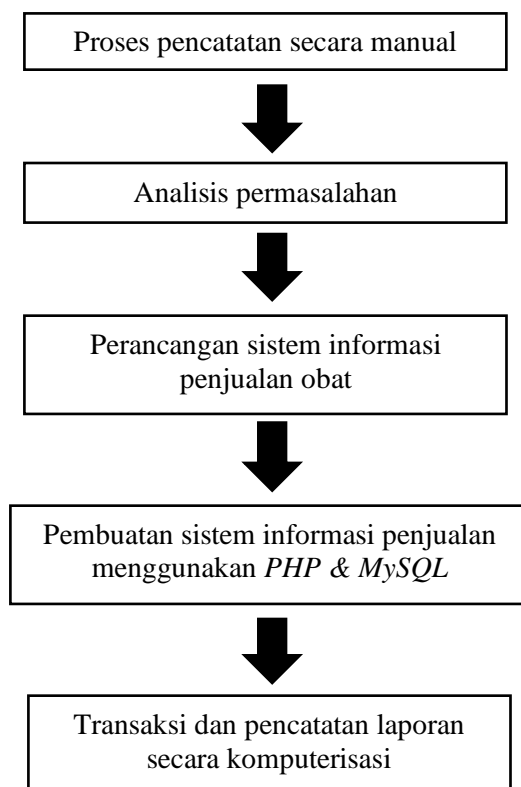 Proses pencatatan secara manual
Analisis permasalahan
Perancangan sistem informasi
penjualan obat
Pembuatan sistem informasi penjualan
menggunakan PHP & MySQL
Transaksi dan pencatatan laporan
secara komputerisasi